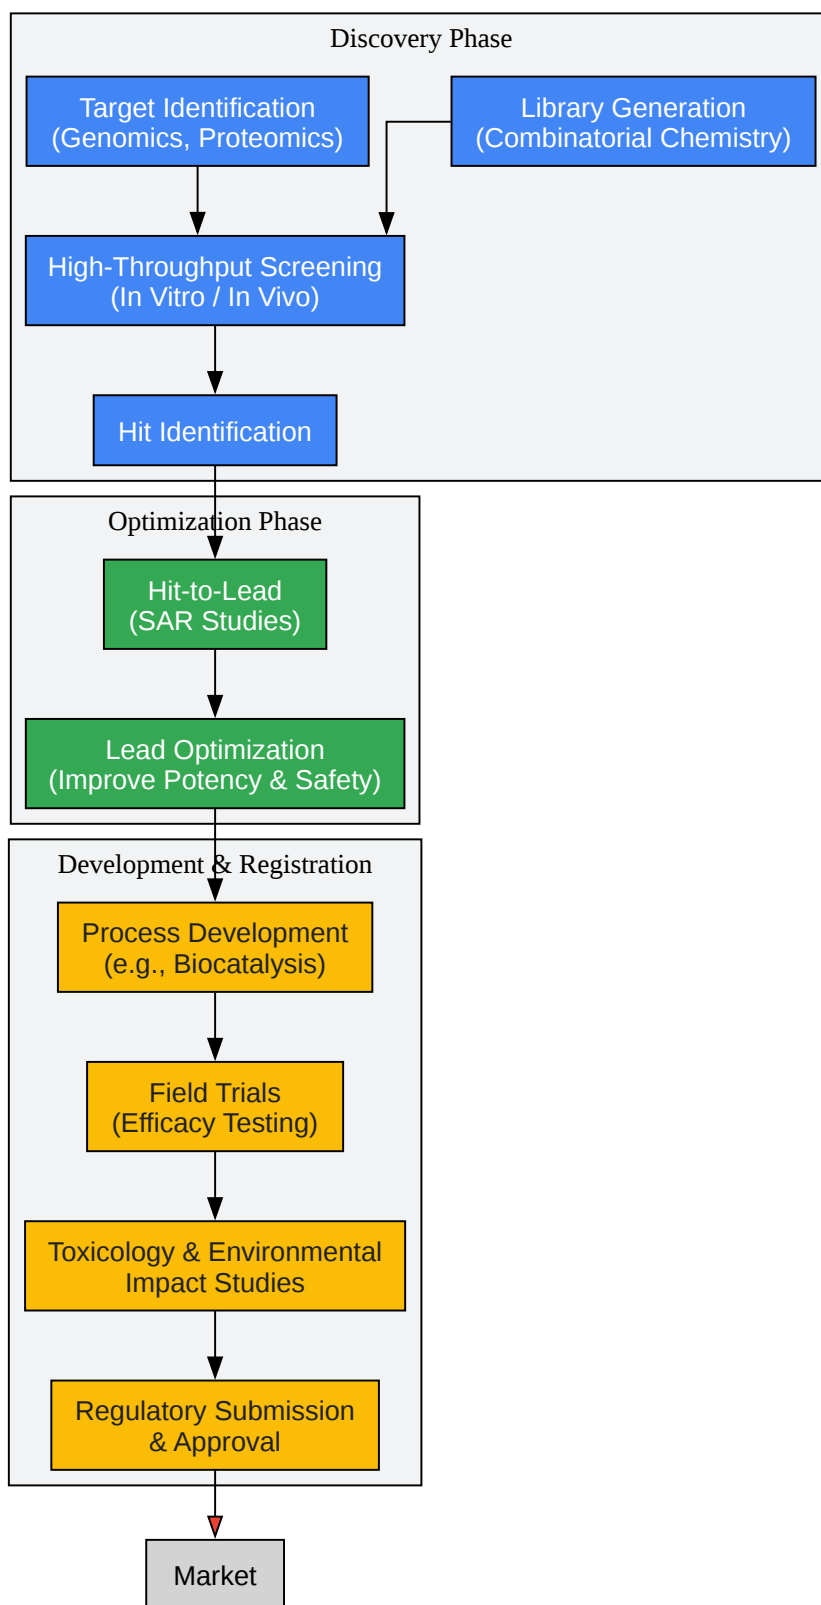 Discovery Phase
Target Identification
(Genomics, Proteomics)
Library Generation
(Combinatorial Chemistry)
High-Throughput Screening
(In Vitro / In Vivo)
Hit Identification
Optimization Phase
Hit-to-Lead
(SAR Studies)
Lead Optimization
(Improve Potency & Safety)
Development & Registration
Process Development
(e.g., Biocatalysis)
Field Trials
(Efficacy Testing)
Toxicology & Environmental
Impact Studies
Regulatory Submission
& Approval
Market